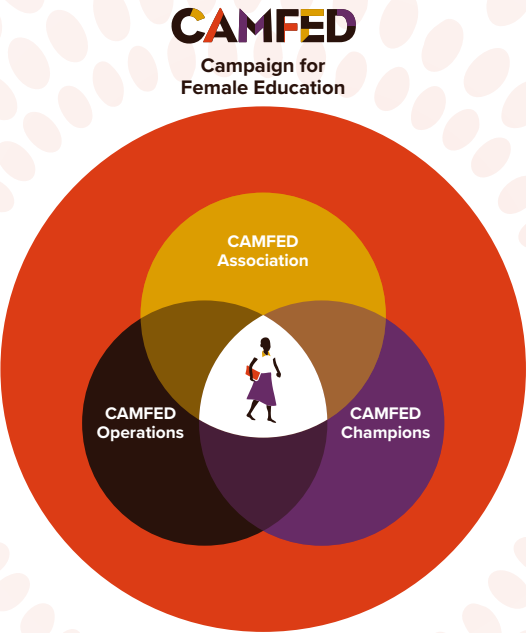 CAMFED
Campaign for
Female Education
CAMFED
Association
CAMFED
Operations
CAMFED
Champions